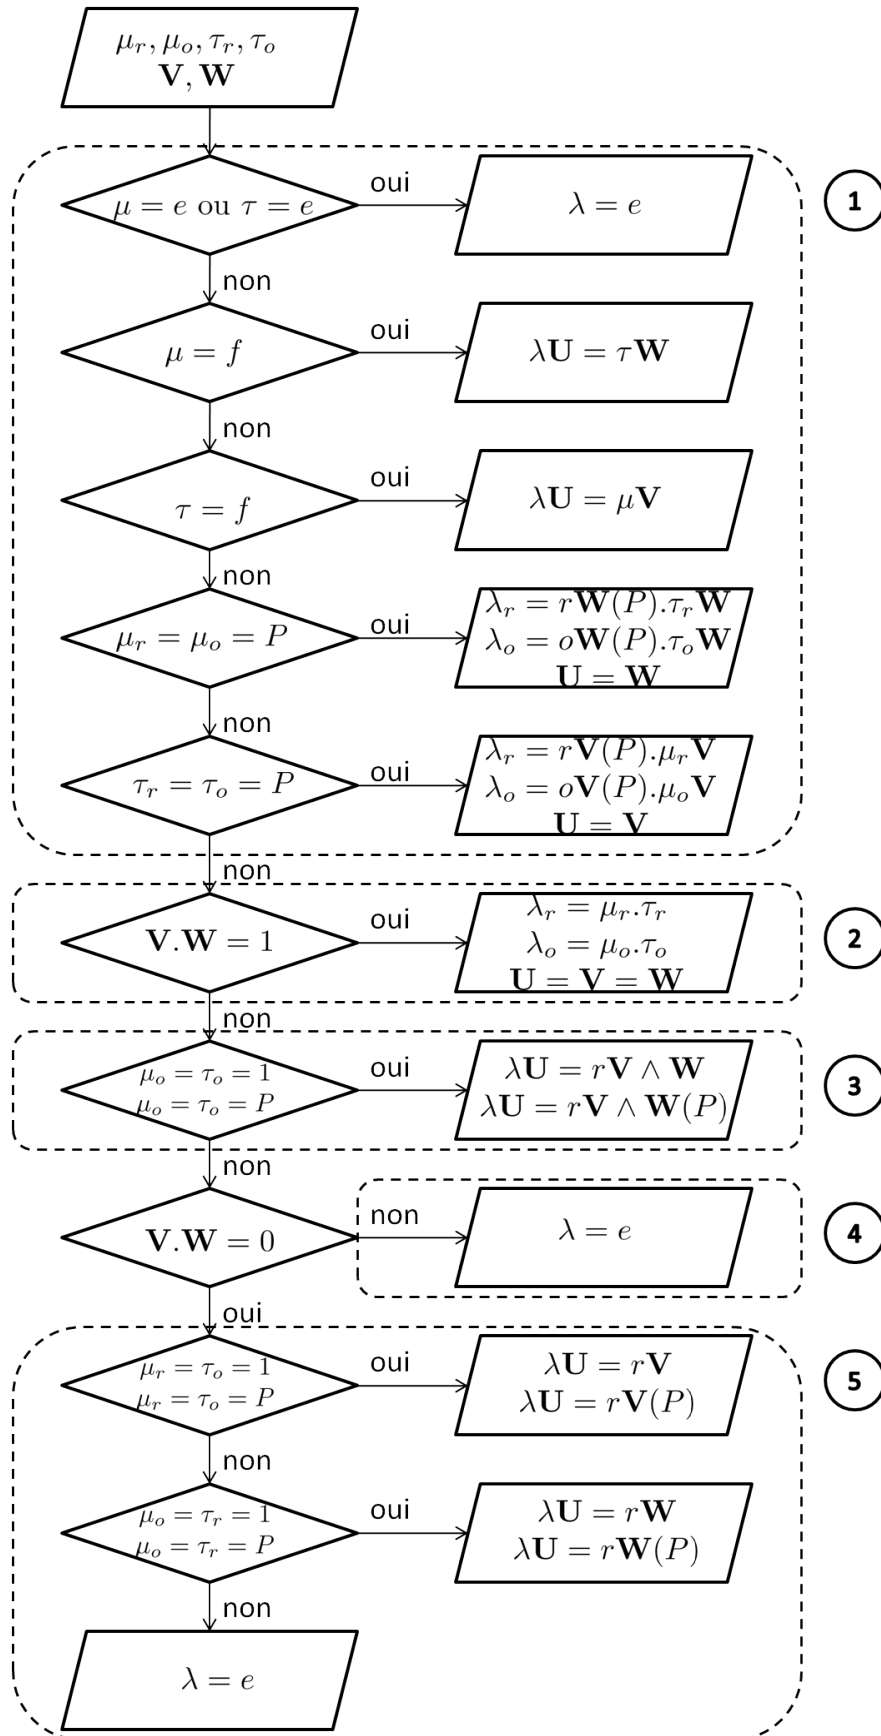 μ_r, μ_o, τ_r, τ_o
V, W
μ = e ou τ = e
oui
λ = e
1
non
μ = f
oui
λU = τW
non
τ = f
oui
λU = μV
non
μ_r = μ_o = P
oui
λ_r = rW(P).τ_rW
λ_o = oW(P).τ_oW
U = W
non
τ_r = τ_o = P
oui
λ_r = rV(P).μ_rV
λ_o = oV(P).μ_oV
U = V
non
V.W = 1
oui
λ_r = μ_r.τ_r
λ_o = μ_o.τ_o
U = V = W
2
non
μ_o = τ_o = 1
μ_o = τ_o = P
oui
λU = rV ∧ W
λU = rV ∧ W(P)
3
non
V.W = 0
non
λ = e
4
oui
μ_r = τ_o = 1
μ_r = τ_o = P
oui
λU = rV
λU = rV(P)
5
non
μ_o = τ_r = 1
μ_o = τ_r = P
oui
λU = rW
λU = rW(P)
non
λ = e